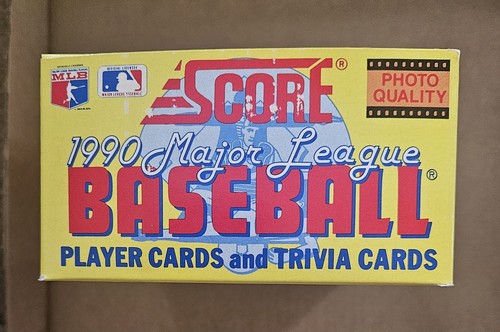 MLB
SCORE®
PHOTO
QUALITY
1990 Major League
BASEBALL®
PLAYER CARDS and TRIVIA CARDS